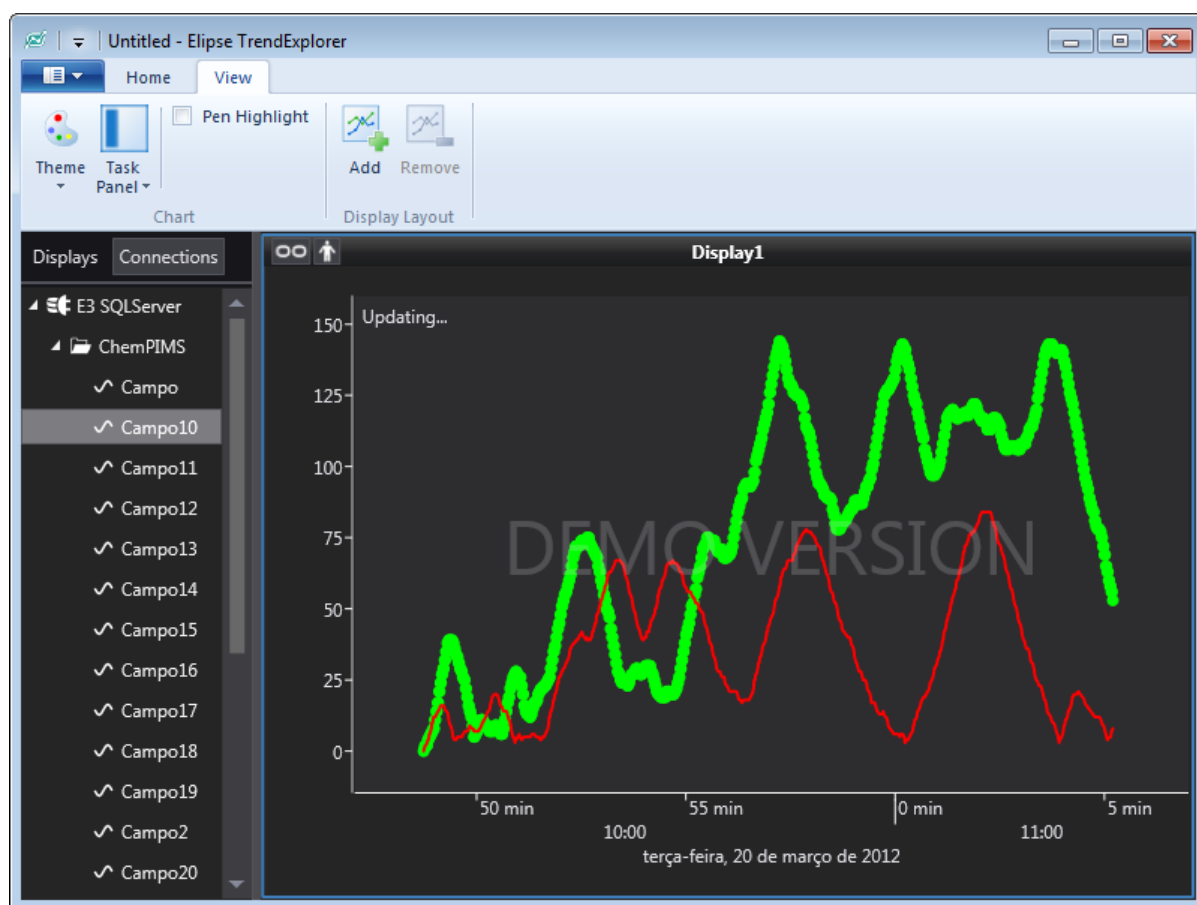 Untitled - Elipse TrendExplorer
Home View
Pen Highlight
Theme Task Panel Add Remove
Chart Display Layout
Displays Connections
Display1
E3 SQLServer
ChemPIMS
Campo
Campo10
Campo11
Campo12
Campo13
Campo14
Campo15
Campo16
Campo17
Campo18
Campo19
Campo2
Campo20
Updating...
150
125
100
75
50
25
0
DEMO VERSION
50 min 55 min 0 min 5 min
10:00 11:00
terça-feira, 20 de março de 2012